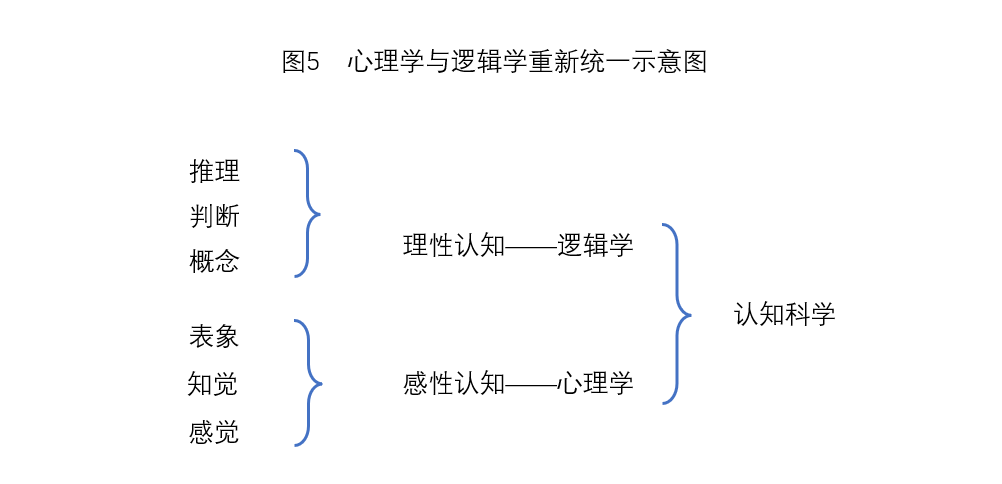 图5 心理学与逻辑学重新统一示意图
推理
判断
概念
理性认知——逻辑学
认知科学
表象
知觉
感觉
感性认知——心理学